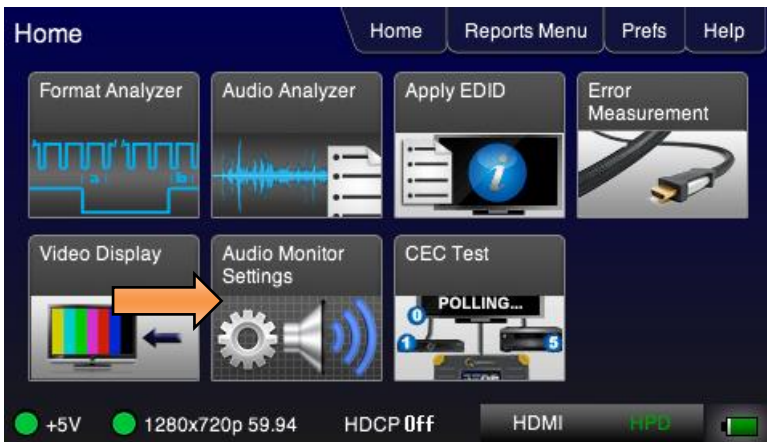 Home
Home Reports Menu Prefs Help
Format Analyzer
Audio Analyzer
Apply EDID
Error
Measurement
a b
i
Video Display
Audio Monitor
Settings
CEC Test
POLLING...
0
1
5
+5V 1280x720p 59.94 HDCP Off HDMI HPD